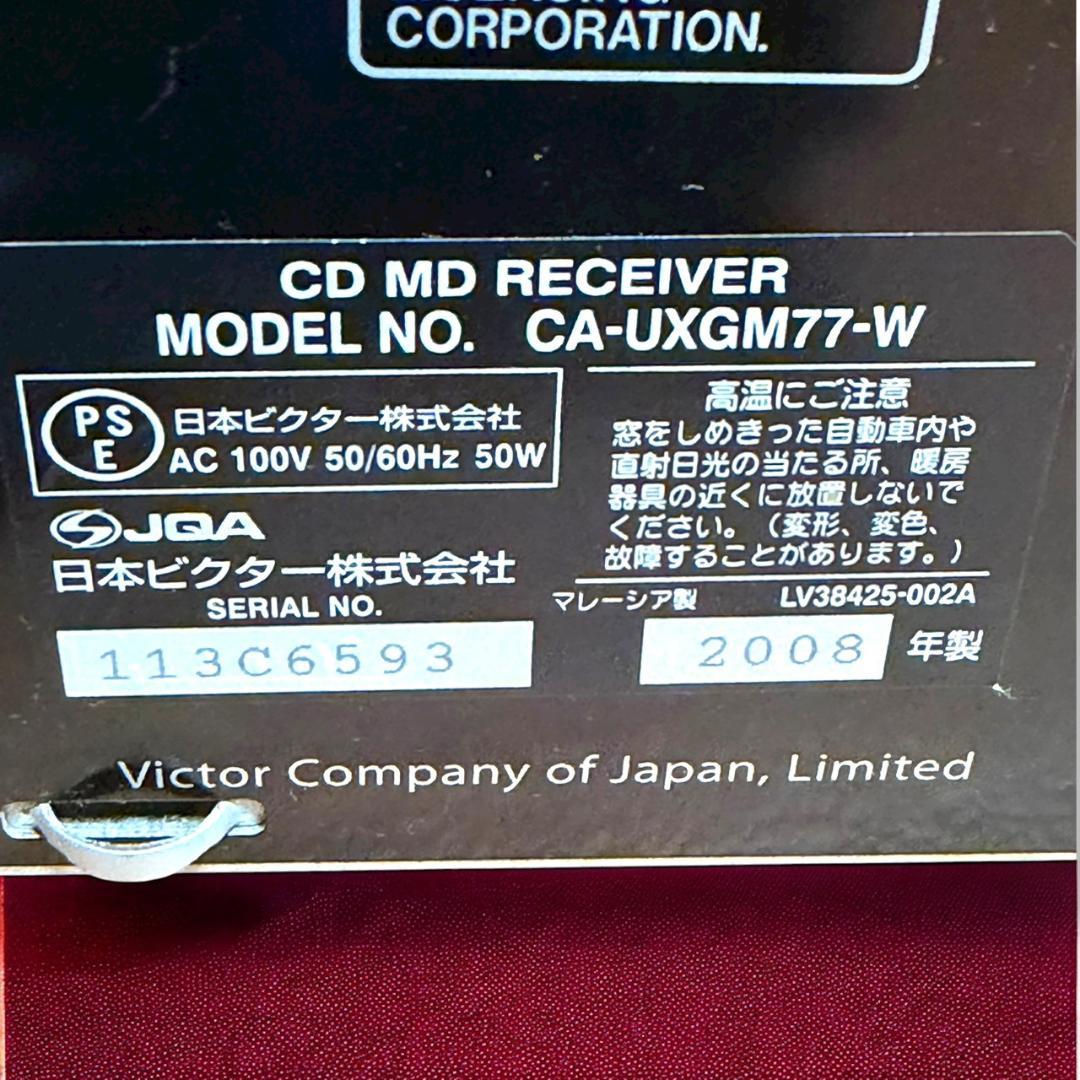 CORPORATION.
CD MD RECEIVER
MODEL NO. CA-UXGM77-W
PSE
日本ビクター株式会社
AC 100V 50/60Hz 50W
JQA
日本ビクター株式会社
SERIAL NO.
113C6593
高温にご注意
窓をしめきった自動車内や
直射日光の当たる所、暖房
器具の近くに放置しないで
ください。（変形、変色、
故障することがあります。）
マレーシア製 LV38425-002A
2008 年製
Victor Company of Japan, Limited